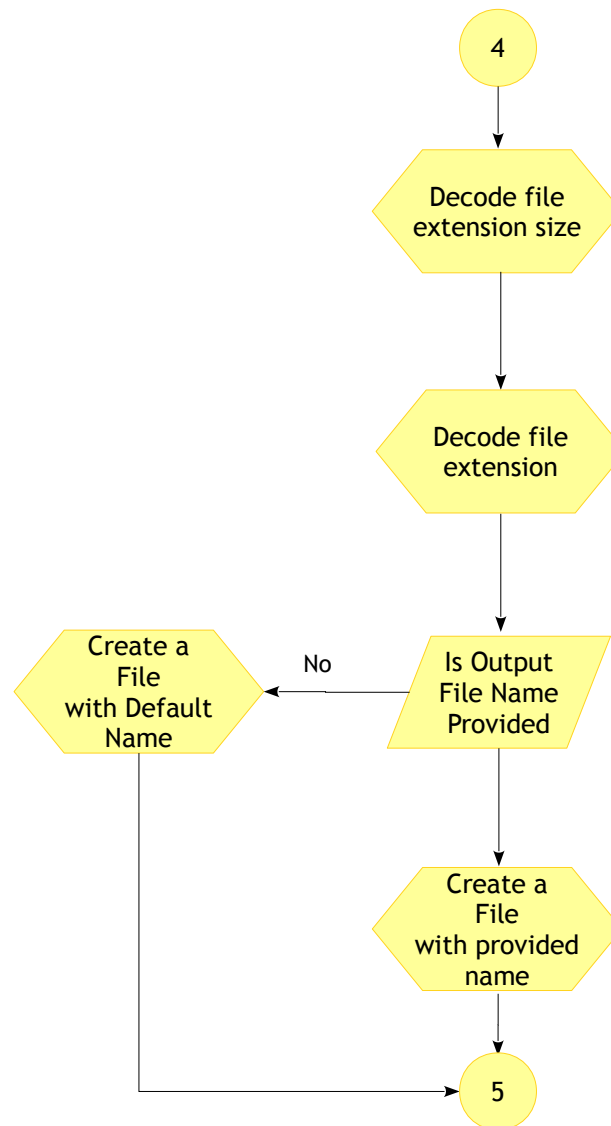 4
Decode file
extension size
Decode file
extension
Is Output
File Name
Provided
No
Create a
File
with Default
Name
Create a
File
with provided
name
5